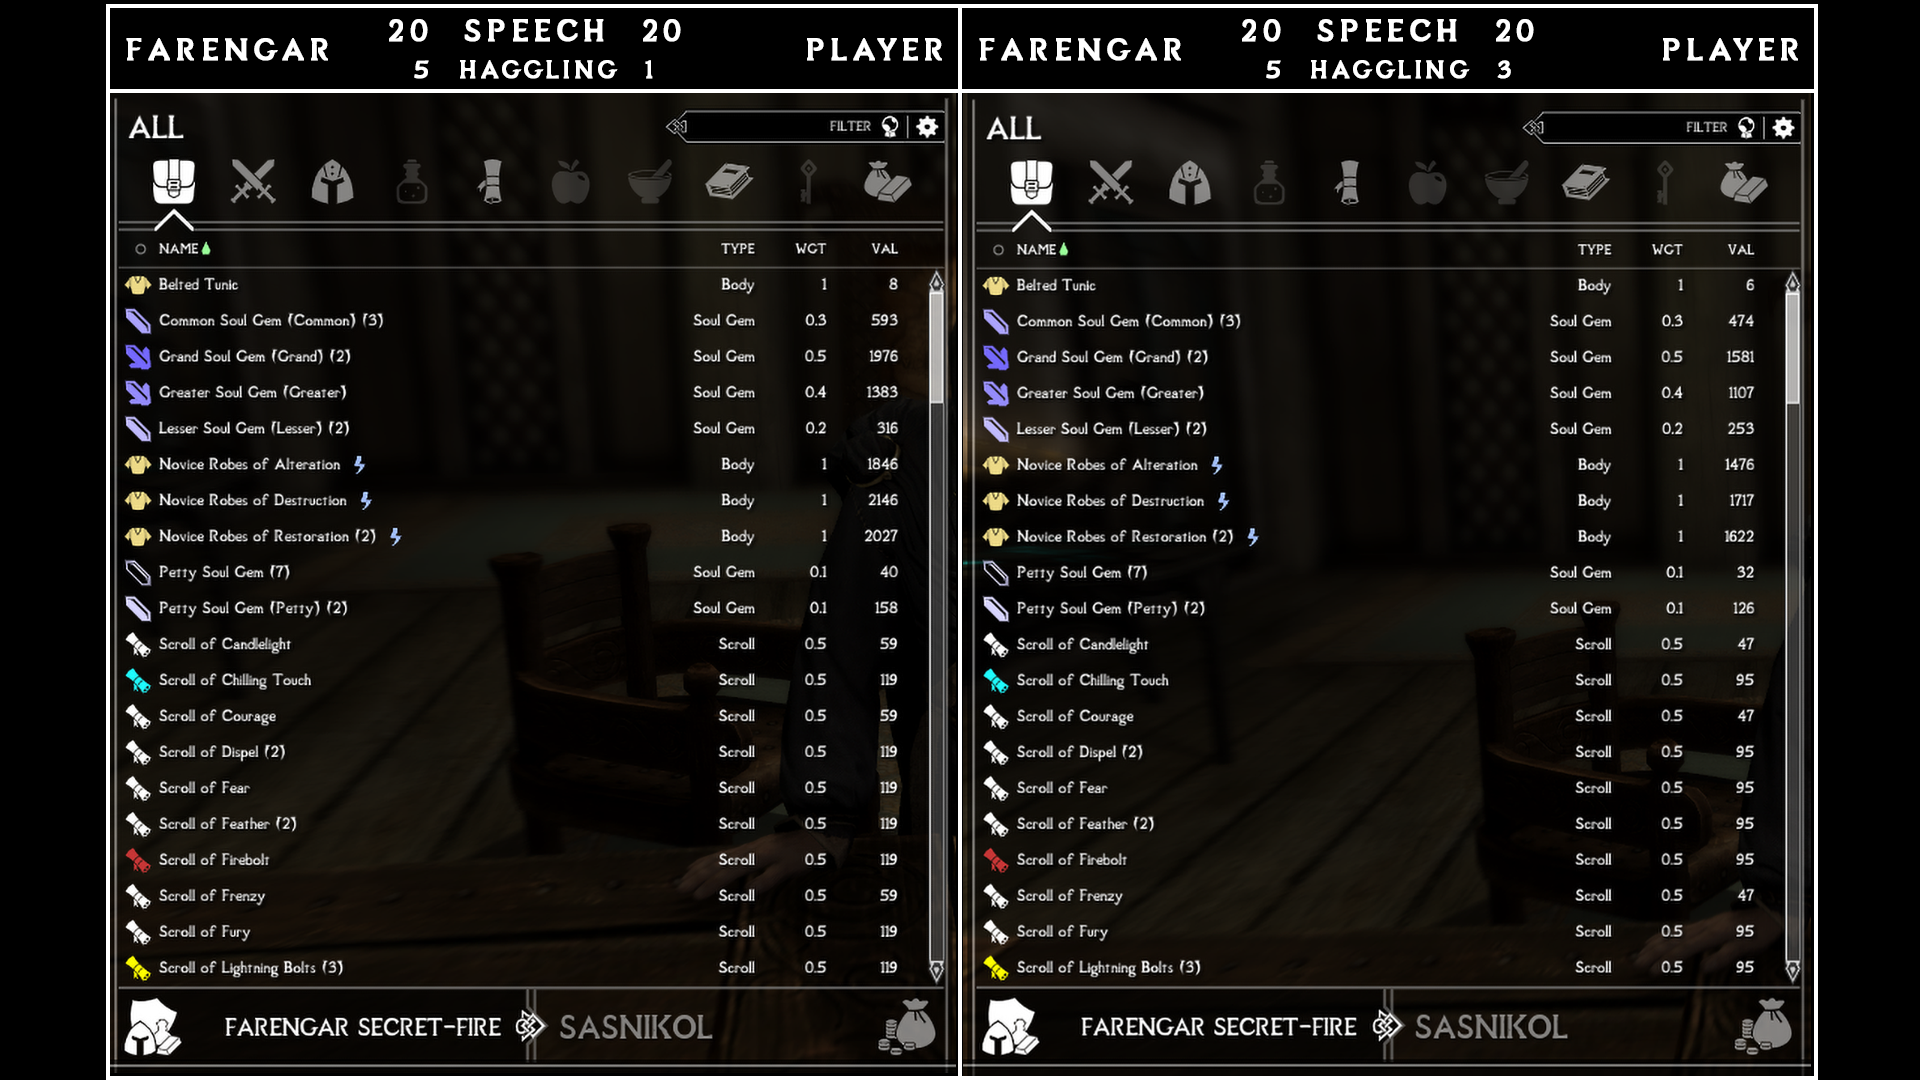 FARENGAR 20 SPEECH 20 PLAYER
5 HAGGLING 1
ALL FILTER
NAME TYPE WGT VAL
Belted Tunic Body 1 8
Common Soul Gem (Common) (3) Soul Gem 0.3 593
Grand Soul Gem (Grand) (2) Soul Gem 0.5 1976
Greater Soul Gem (Greater) Soul Gem 0.4 1383
Lesser Soul Gem (Lesser) (2) Soul Gem 0.2 316
Novice Robes of Alteration Body 1 1846
Novice Robes of Destruction Body 1 2146
Novice Robes of Restoration (2) Body 1 2027
Petty Soul Gem (7) Soul Gem 0.1 40
Petty Soul Gem (Petty) (2) Soul Gem 0.1 158
Scroll of Candlelight Scroll 0.5 59
Scroll of Chilling Touch Scroll 0.5 119
Scroll of Courage Scroll 0.5 59
Scroll of Dispel (2) Scroll 0.5 119
Scroll of Fear Scroll 0.5 119
Scroll of Feather (2) Scroll 0.5 119
Scroll of Firebolt Scroll 0.5 119
Scroll of Frenzy Scroll 0.5 59
Scroll of Fury Scroll 0.5 119
Scroll of Lightning Bolts (3) Scroll 0.5 119
FARENGAR SECRET-FIRE SASNIKOL
FARENGAR 20 SPEECH 20 PLAYER
5 HAGGLING 3
ALL FILTER
NAME TYPE WGT VAL
Belted Tunic Body 1 6
Common Soul Gem (Common) (3) Soul Gem 0.3 474
Grand Soul Gem (Grand) (2) Soul Gem 0.5 1581
Greater Soul Gem (Greater) Soul Gem 0.4 1107
Lesser Soul Gem (Lesser) (2) Soul Gem 0.2 253
Novice Robes of Alteration Body 1 1476
Novice Robes of Destruction Body 1 1717
Novice Robes of Restoration (2) Body 1 1622
Petty Soul Gem (7) Soul Gem 0.1 32
Petty Soul Gem (Petty) (2) Soul Gem 0.1 126
Scroll of Candlelight Scroll 0.5 47
Scroll of Chilling Touch Scroll 0.5 95
Scroll of Courage Scroll 0.5 47
Scroll of Dispel (2) Scroll 0.5 95
Scroll of Fear Scroll 0.5 95
Scroll of Feather (2) Scroll 0.5 95
Scroll of Firebolt Scroll 0.5 95
Scroll of Frenzy Scroll 0.5 47
Scroll of Fury Scroll 0.5 95
Scroll of Lightning Bolts (3) Scroll 0.5 95
FARENGAR SECRET-FIRE SASNIKOL